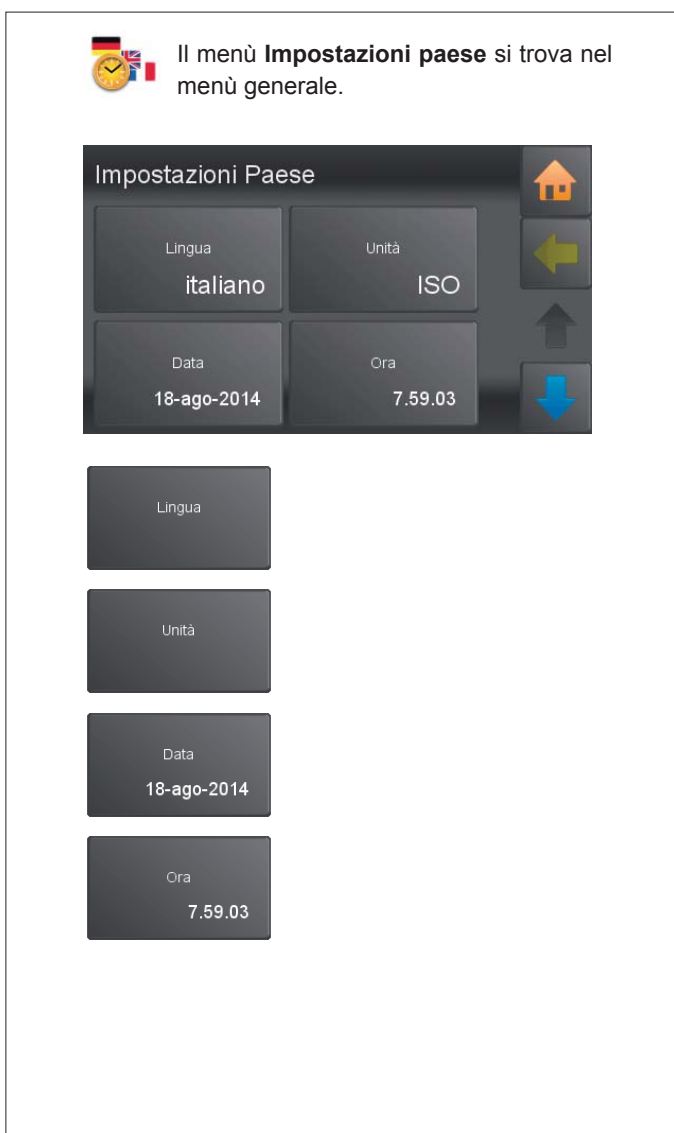 Il menù Impostazioni paese si trova nel
menù generale.
Impostazioni Paese
Lingua
italiano
Unità
ISO
Data
18-ago-2014
Ora
7.59.03
Lingua
Unità
Data
18-ago-2014
Ora
7.59.03